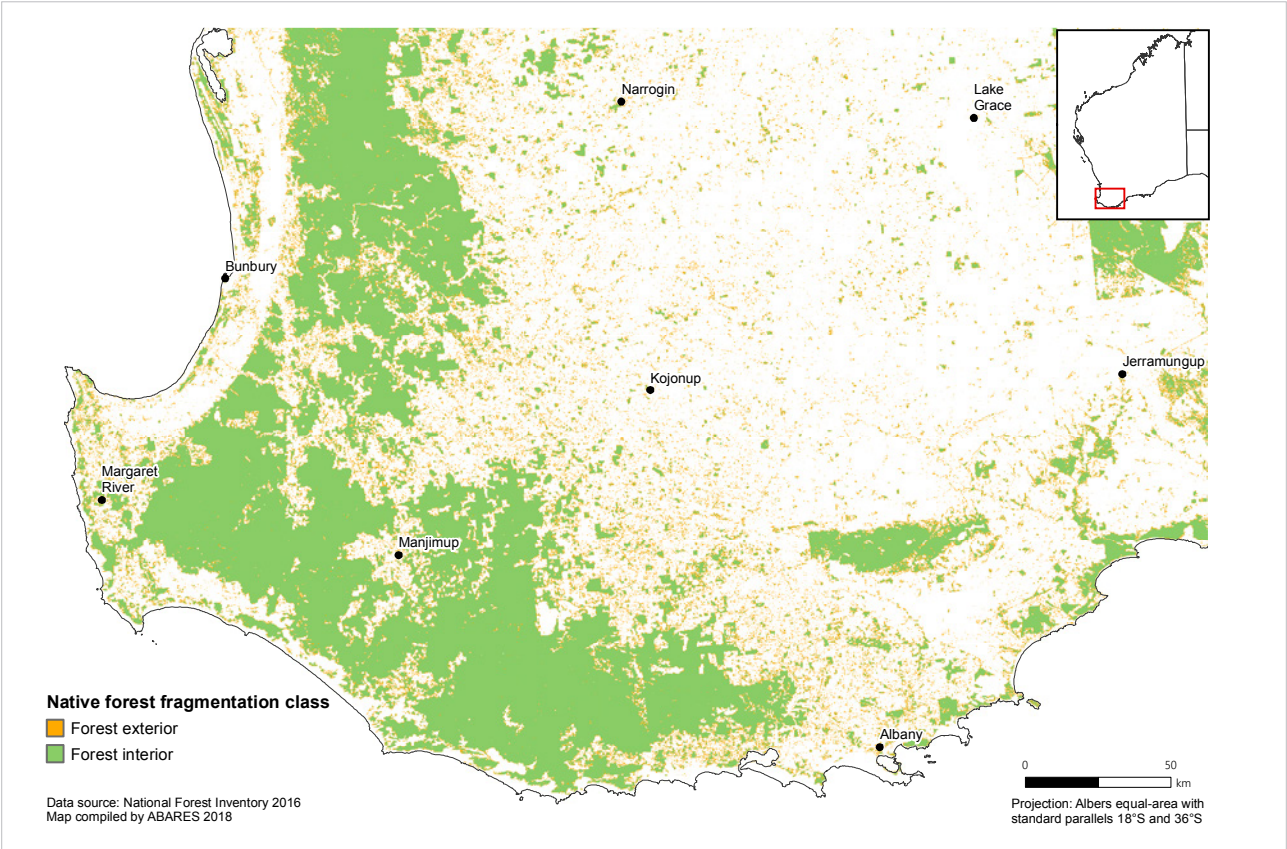 Narrogin
Lake
Grace
Bunbury
Jerramungup
Kojonup
Margaret
River
Manjimup
Albany
Native forest fragmentation class
Forest exterior
Forest interior
Data source: National Forest Inventory 2016
Map compiled by ABARES 2018
0 50
km
Projection: Albers equal-area with
standard parallels 18°S and 36°S